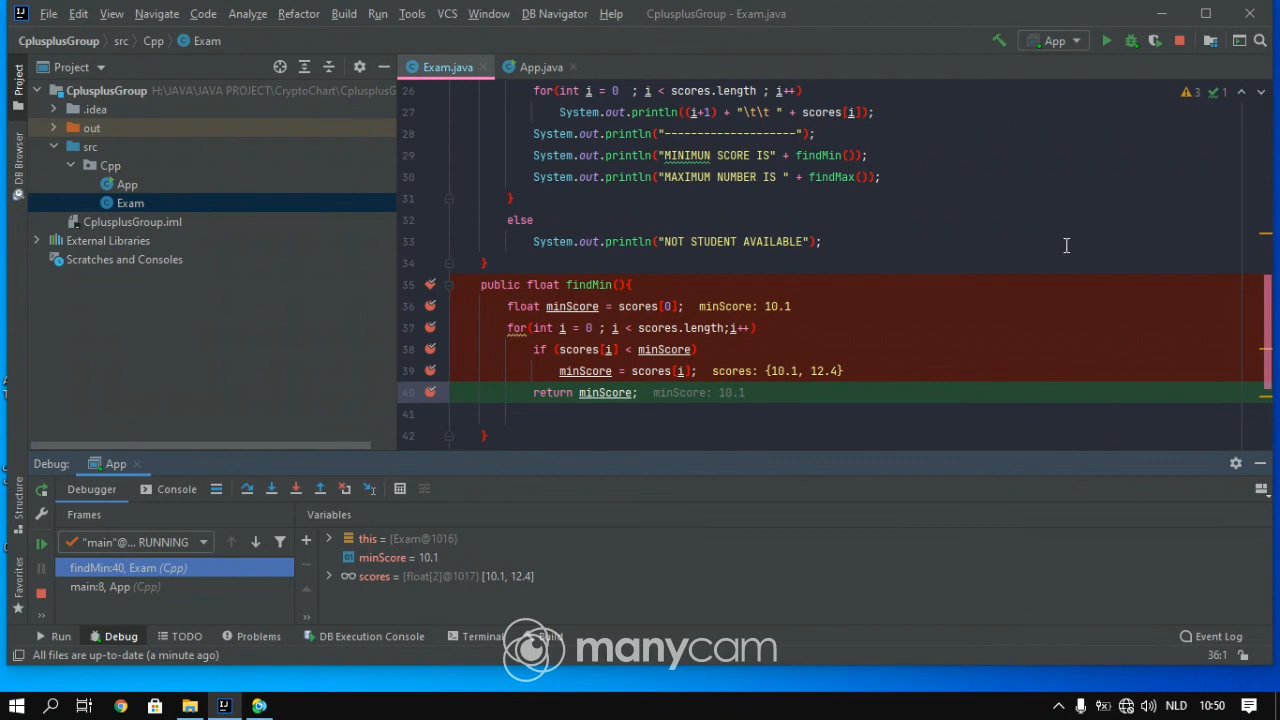 File Edit View Navigate Code Analyze Refactor Build Run Tools VCS Window DB Navigator Help CplusplusGroup - Exam.java
CplusplusGroup src Cpp Exam App
Project Exam.java App.java
CplusplusGroup H:\JAVA\JAVA PROJECT\CryptoChart\CplusplusG
.idea
out
src
Cpp
App
Exam
CplusplusGroup.iml
External Libraries
Scratches and Consoles
Project
DB Browser
Structure
Favorites
3 1
26 for(int i = 0 ; i < scores.length ; i++)
27 System.out.println((i+1) + "\t\t " + scores[i]);
28 System.out.println("--------------------");
29 System.out.println("MINIMUN SCORE IS" + findMin());
30 System.out.println("MAXIMUM NUMBER IS " + findMax());
31 }
32 else
33 System.out.println("NOT STUDENT AVAILABLE");
34 }
35 public float findMin(){
36 float minScore = scores[0]; minScore: 10.1
37 for(int i = 0 ; i < scores.length;i++)
38 if (scores[i] < minScore)
39 minScore = scores[i]; scores: {10.1, 12.4}
40 return minScore; minScore: 10.1
41
42 }
Debug: App
Debugger Console
Frames Variables
"main"@... RUNNING
findMin:40, Exam (Cpp)
main:8, App (Cpp)
this = {Exam@1016}
minScore = 10.1
scores = {float[2]@1017} [10.1, 12.4]
Run Debug TODO Problems DB Execution Console Terminal Build Event Log
manycam
All files are up-to-date (a minute ago) 36:1
NLD 10:50